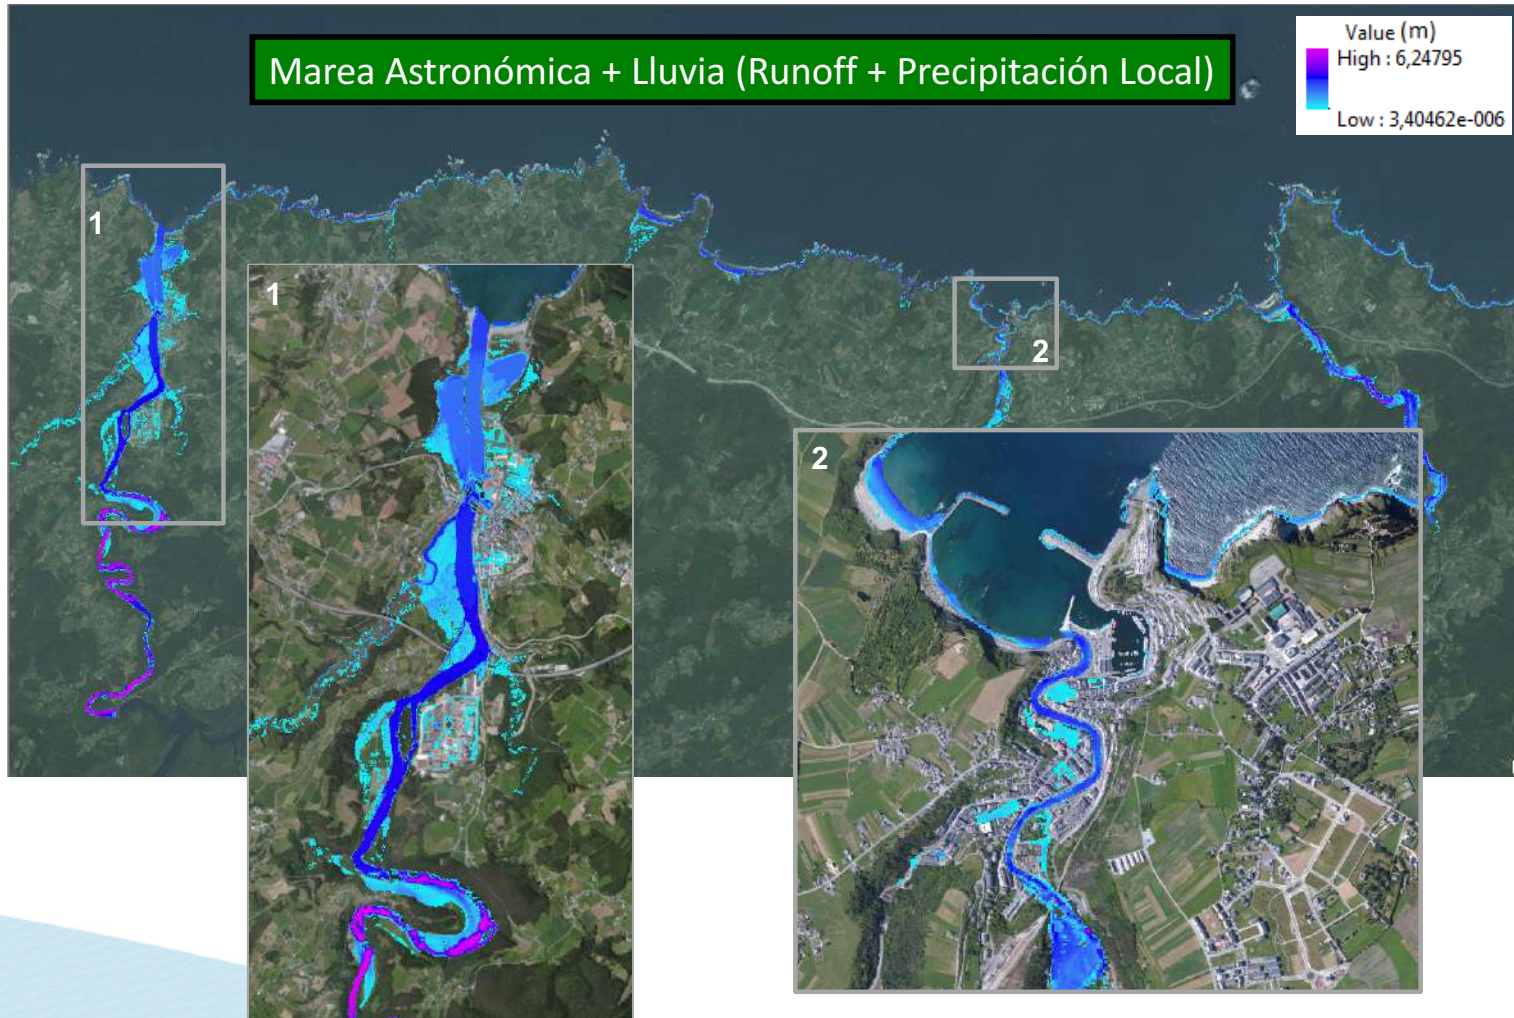 Marea Astronómica + Lluvia (Runoff + Precipitación Local)
Value (m)
High : 6,24795
Low : 3,40462e-006
1
1
2
2